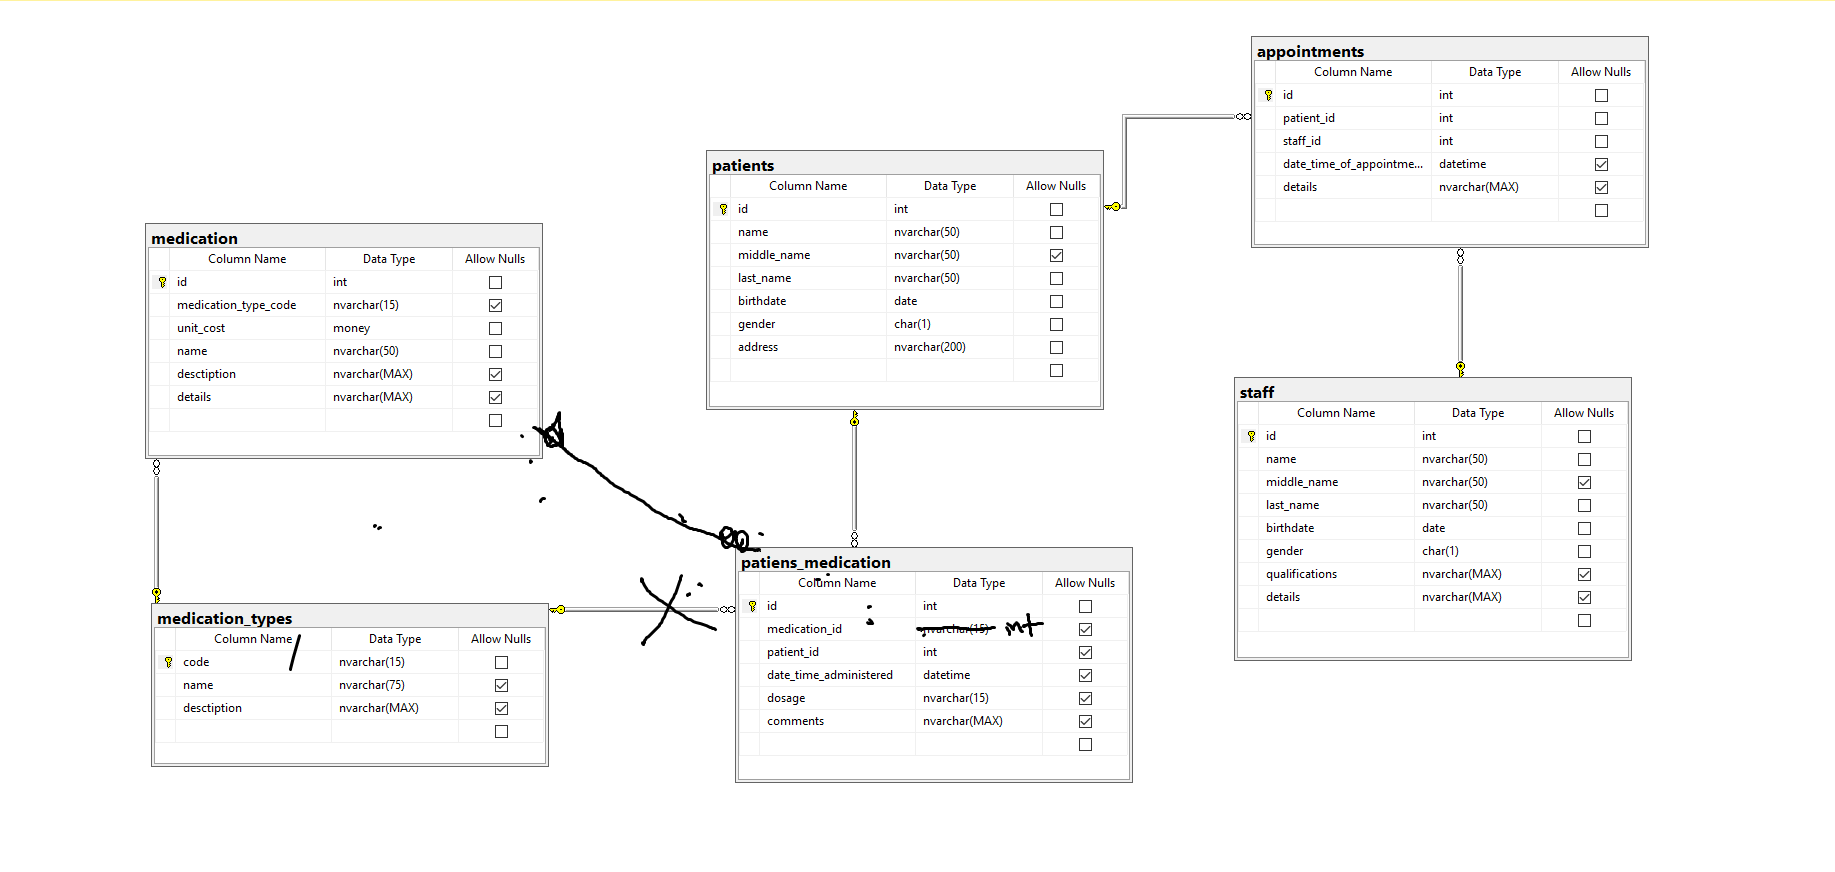 appointments
Column Name Data Type Allow Nulls
id int
patient_id int
staff_id int
date_time_of_appointme... datetime
details nvarchar(MAX)
patients
Column Name Data Type Allow Nulls
id int
name nvarchar(50)
middle_name nvarchar(50)
last_name nvarchar(50)
birthdate date
gender char(1)
address nvarchar(200)
medication
Column Name Data Type Allow Nulls
id int
medication_type_code nvarchar(15)
unit_cost money
name nvarchar(50)
desctiption nvarchar(MAX)
details nvarchar(MAX)
staff
Column Name Data Type Allow Nulls
id int
name nvarchar(50)
middle_name nvarchar(50)
last_name nvarchar(50)
birthdate date
gender char(1)
qualifications nvarchar(MAX)
details nvarchar(MAX)
patiens_medication
Column Name Data Type Allow Nulls
id int
medication_id nvarchar(15) int
patient_id int
date_time_administered datetime
dosage nvarchar(15)
comments nvarchar(MAX)
medication_types
Column Name Data Type Allow Nulls
code nvarchar(15)
name nvarchar(75)
desctiption nvarchar(MAX)